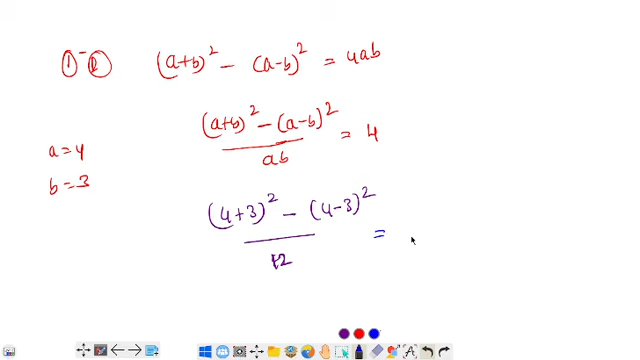 ① - ② (a+b)² - (a-b)² = 4ab
(a+b)² - (a-b)² / ab = 4
a = 4
b = 3
(4+3)² - (4-3)² / 12 =